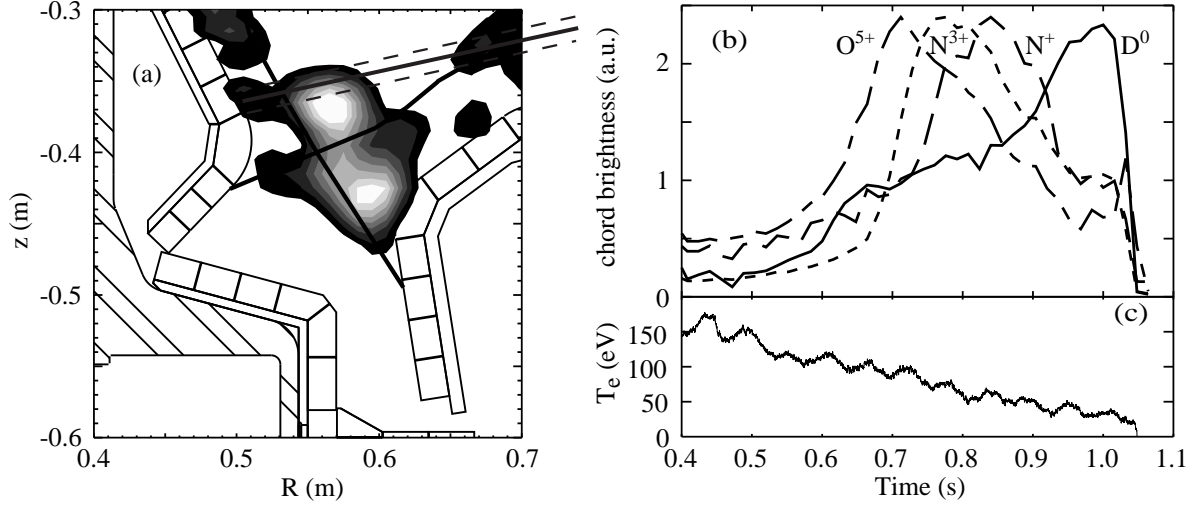 -0.3
-0.4
-0.5
-0.6
z (m)
(a)
0.4 0.5 0.6 0.7
R (m)
2
1
0
chord brightness (a.u.)
(b)
O5+ N3+ N+ D0
150
100
50
0
Te (eV)
(c)
0.4 0.5 0.6 0.7 0.8 0.9 1.0 1.1
Time (s)